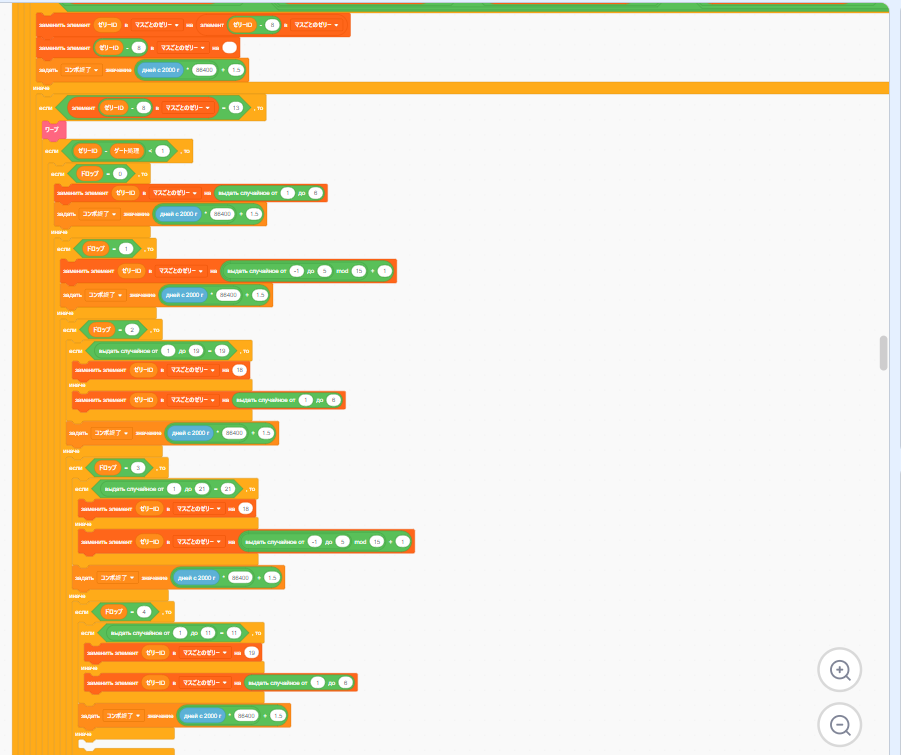 заменить элемент ゼリーID в マスごとのゼリー на элемент ゼリーID - 8 в マスごとのゼリー
заменить элемент ゼリーID - 8 в マスごとのゼリー на
задать コンボ終了 значение дней с 2000 г * 86400 + 1.5
иначе
если элемент ゼリーID - 8 в マスごとのゼリー = 13 , то
ワープ
если ゼリーID - ゲート処理 < 1 , то
если ドロップ = 0 , то
заменить элемент ゼリーID в マスごとのゼリー на выдать случайное от 1 до 6
задать コンボ終了 значение дней с 2000 г * 86400 + 1.5
иначе
если ドロップ = 1 , то
заменить элемент ゼリーID в マスごとのゼリー на выдать случайное от -1 до 5 mod 15 + 1
задать コンボ終了 значение дней с 2000 г * 86400 + 1.5
иначе
если ドロップ = 2 , то
если выдать случайное от 1 до 19 = 19 , то
заменить элемент ゼリーID в マスごとのゼリー на 18
иначе
заменить элемент ゼリーID в マスごとのゼリー на выдать случайное от 1 до 6
задать コンボ終了 значение дней с 2000 г * 86400 + 1.5
иначе
если ドロップ = 3 , то
если выдать случайное от 1 до 21 = 21 , то
заменить элемент ゼリーID в マスごとのゼリー на 18
иначе
заменить элемент ゼリーID в マスごとのゼリー на выдать случайное от -1 до 5 mod 15 + 1
задать コンボ終了 значение дней с 2000 г * 86400 + 1.5
иначе
если ドロップ = 4 , то
если выдать случайное от 1 до 11 = 11 , то
заменить элемент ゼリーID в マスごとのゼリー на 19
иначе
заменить элемент ゼリーID в マスごとのゼリー на выдать случайное от 1 до 6
задать コンボ終了 значение дней с 2000 г * 86400 + 1.5
иначе